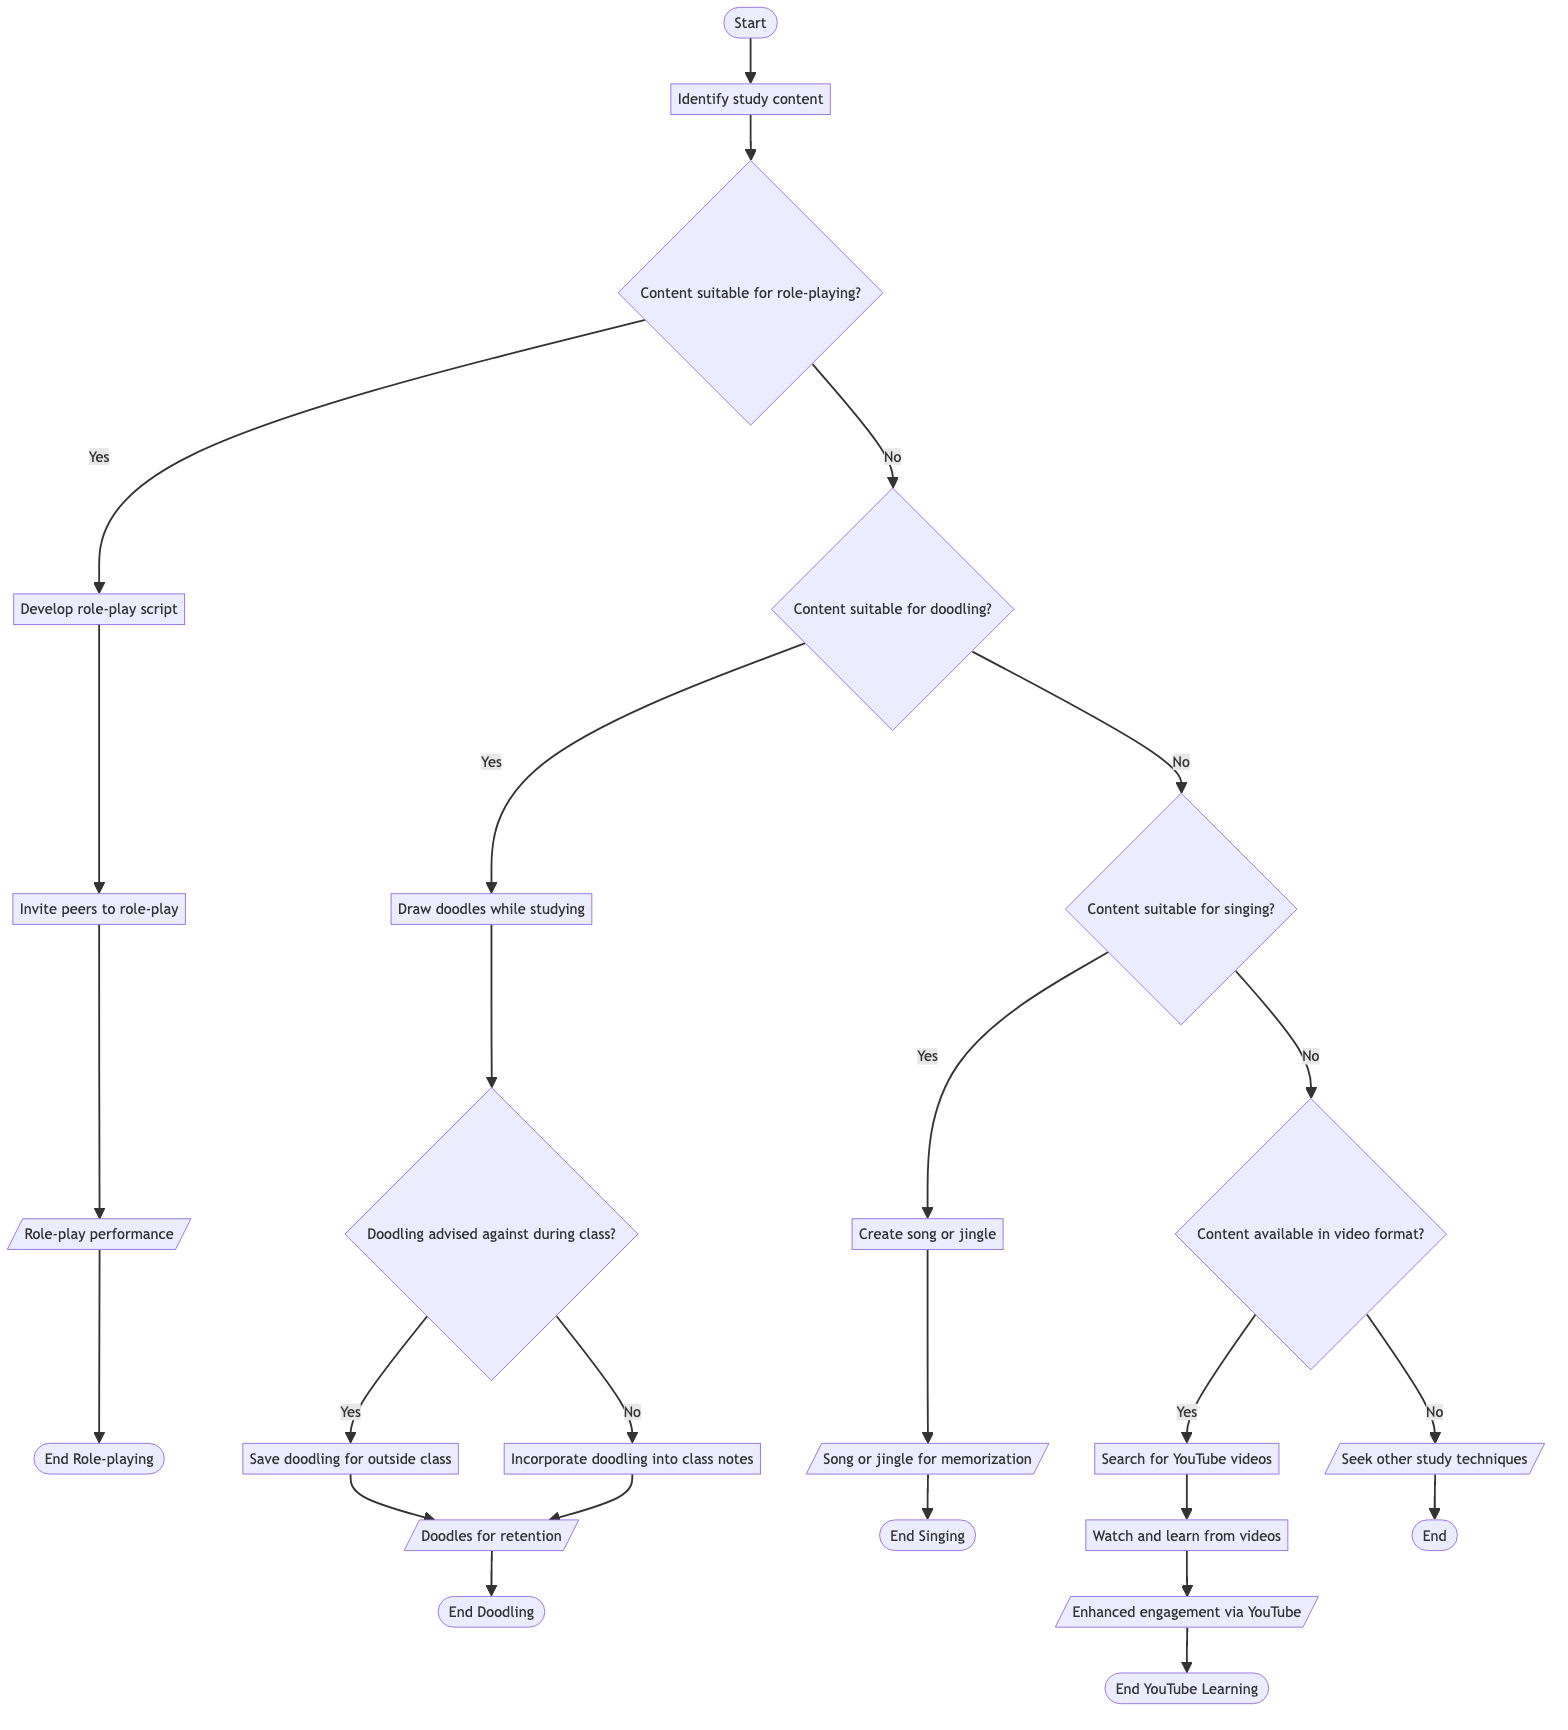 Start
Identify study content
Content suitable for role-playing?
Yes
No
Develop role-play script
Content suitable for doodling?
Yes
No
Invite peers to role-play
Draw doodles while studying
Content suitable for singing?
Yes
No
Role-play performance
Doodling advised against during class?
Create song or jingle
Content available in video format?
Yes
No
Yes
No
End Role-playing
Save doodling for outside class
Incorporate doodling into class notes
Song or jingle for memorization
Search for YouTube videos
Seek other study techniques
Doodles for retention
End Singing
Watch and learn from videos
End
End Doodling
Enhanced engagement via YouTube
End YouTube Learning